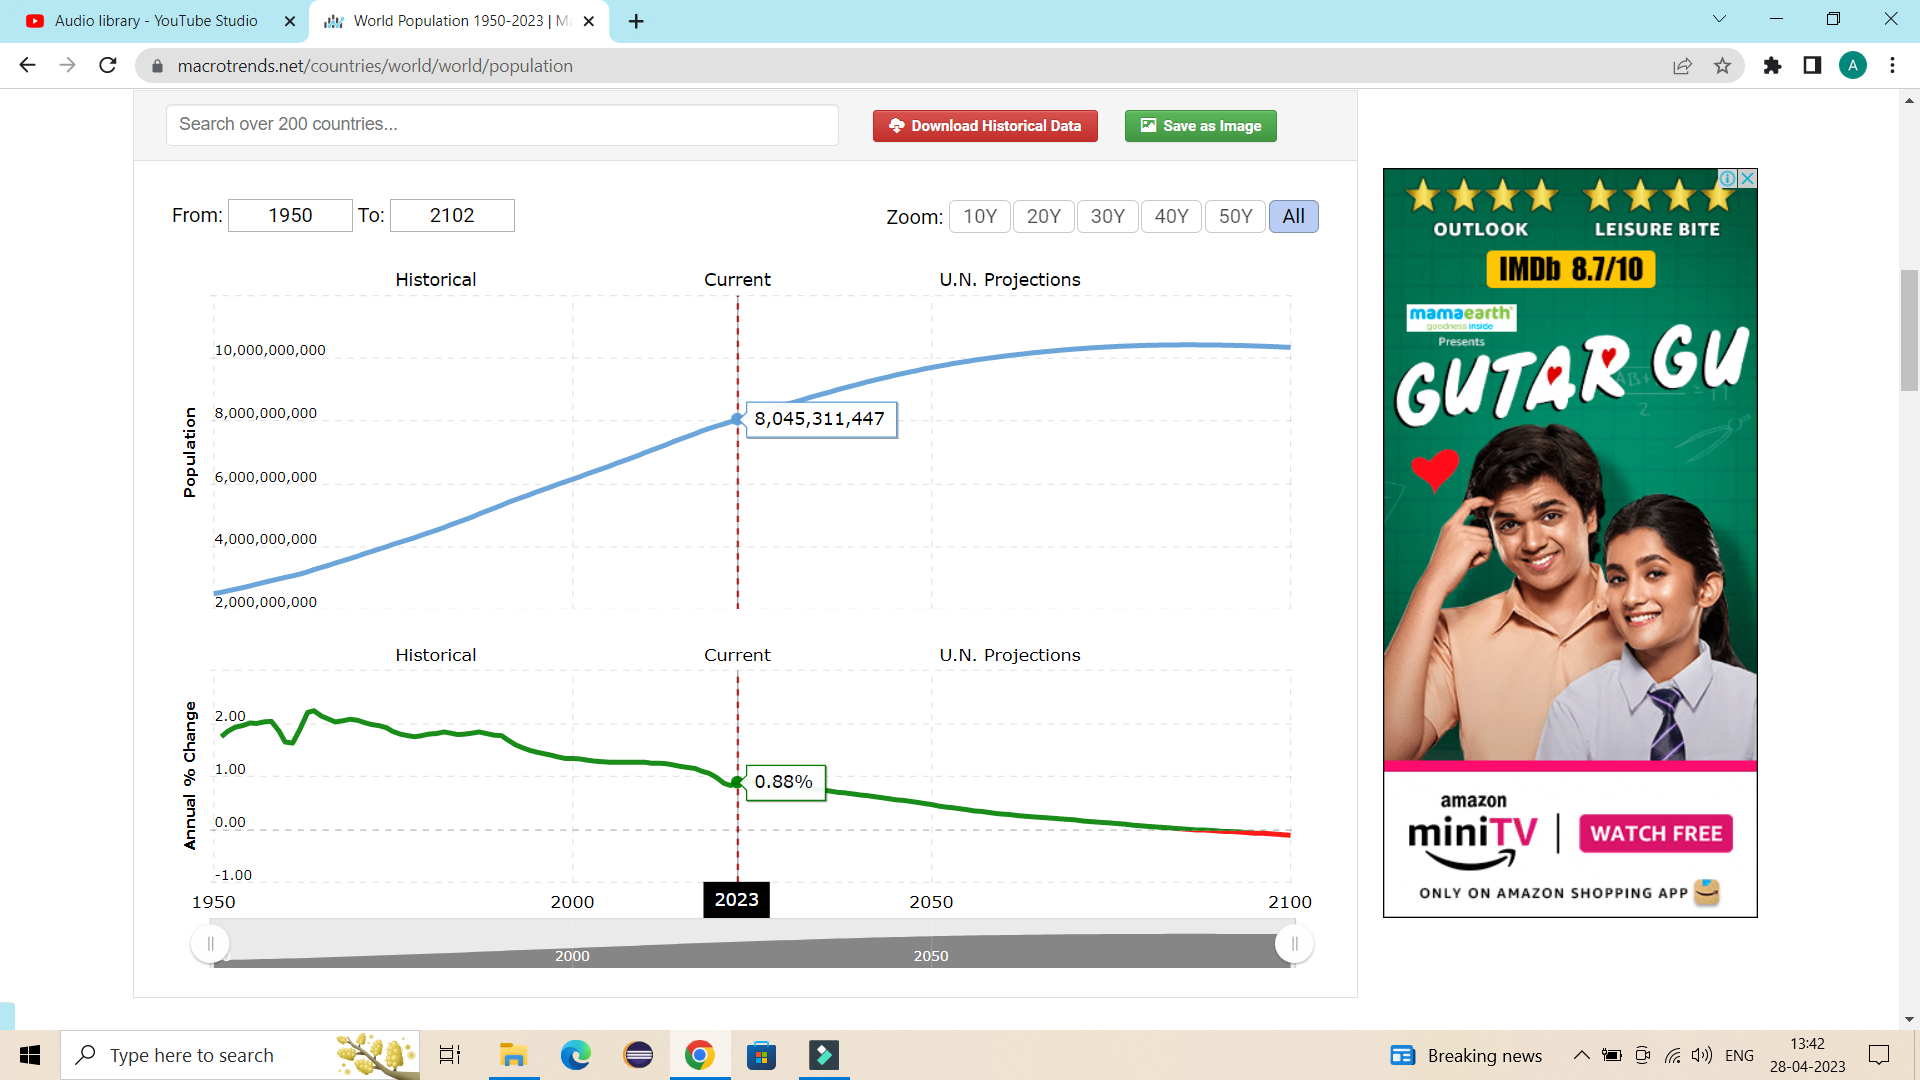 Audio library - YouTube Studio
World Population 1950-2023 | M
macrotrends.net/countries/world/world/population
A
Search over 200 countries...
Download Historical Data
Save as Image
From: 1950 To: 2102
Zoom: 10Y 20Y 30Y 40Y 50Y All
Historical Current U.N. Projections
10,000,000,000
8,000,000,000
6,000,000,000
4,000,000,000
2,000,000,000
Population
8,045,311,447
Historical Current U.N. Projections
2.00
1.00
0.00
-1.00
Annual % Change
0.88%
1950 2000 2023 2050 2100
2000 2050
OUTLOOK LEISURE BITE
IMDb 8.7/10
mamaearth
goodness inside
Presents
GUTAR GU
amazon
miniTV | WATCH FREE
ONLY ON AMAZON SHOPPING APP
Type here to search
Breaking news
ENG
13:42
28-04-2023